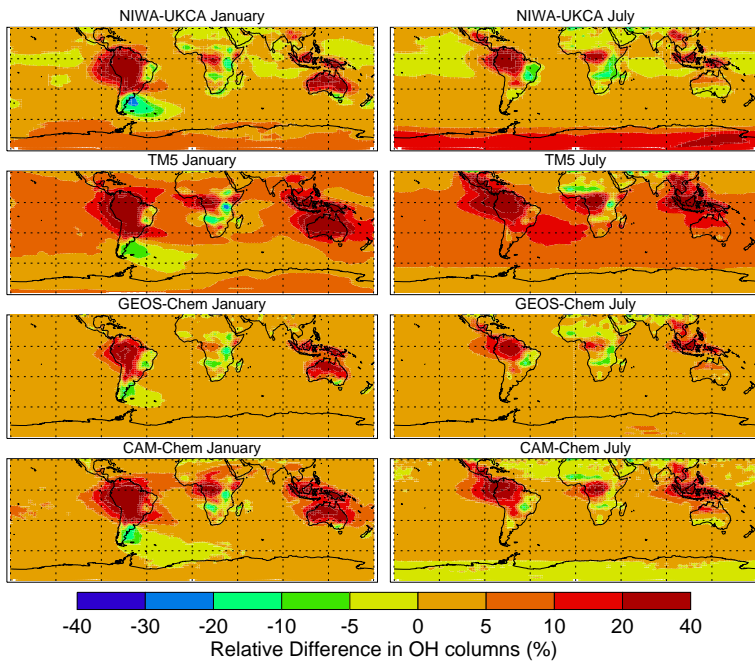 NIWA-UKCA January
NIWA-UKCA July
TM5 January
TM5 July
GEOS-Chem January
GEOS-Chem July
CAM-Chem January
CAM-Chem July
-40 -30 -20 -10 -5 0 5 10 20 40
Relative Difference in OH columns (%)